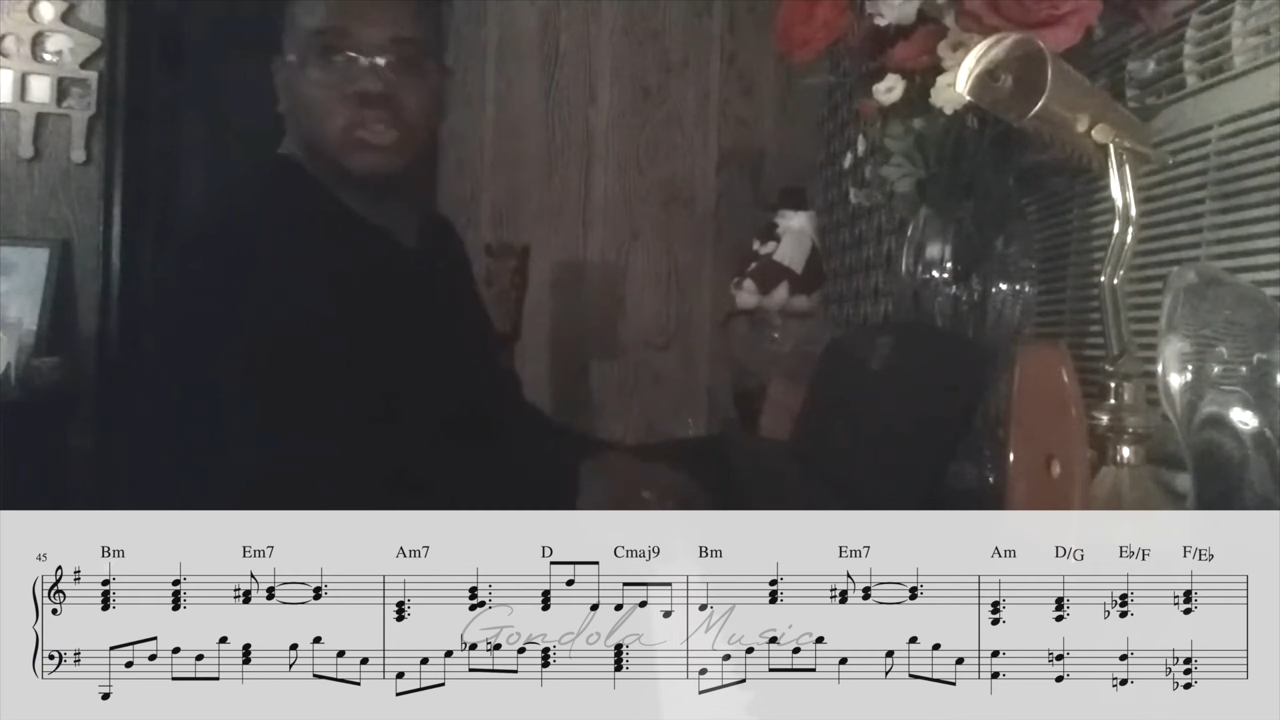 Bm Em7 Am7 D Cmaj9 Bm Em7 Am D/G E♭/F F/E♭
45
Gondola Music